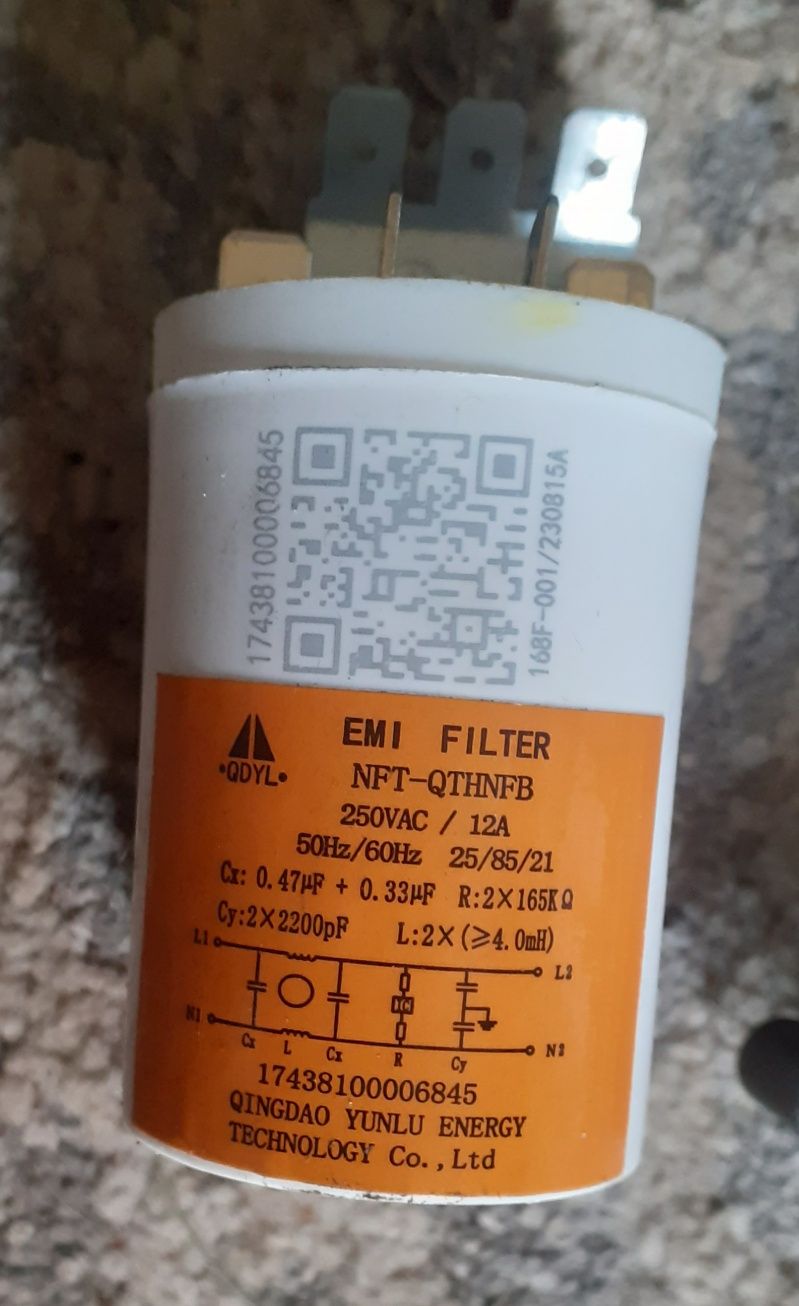 17438100006845
168F-001/230815A
•QDYL•
EMI FILTER
NFT-QTHNFB
250VAC / 12A
50Hz/60Hz 25/85/21
Cx: 0.47μF + 0.33μF R:2×165KΩ
Cy:2×2200pF L:2×(≥4.0mH)
L1 L2
N1 N2
Cx L Cx R Cy
17438100006845
QINGDAO YUNLU ENERGY
TECHNOLOGY Co.,Ltd